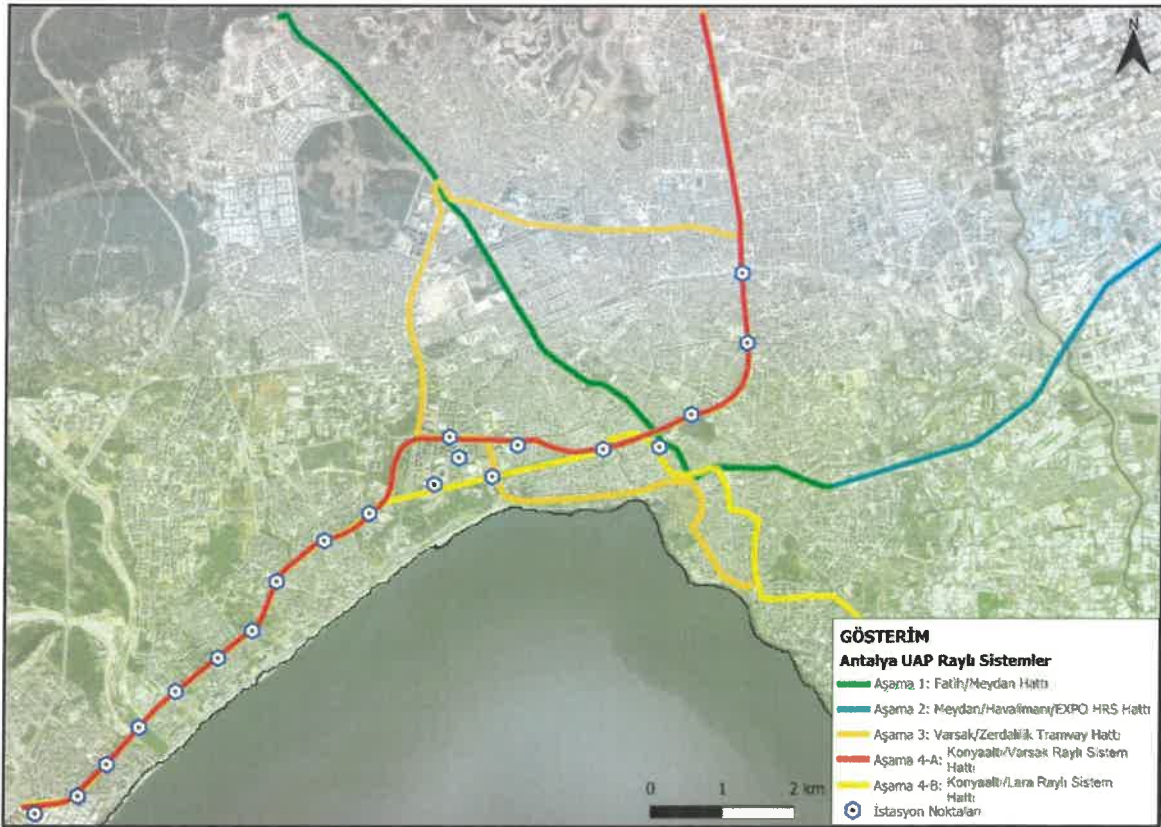 N
GÖSTERİM
Antalya UAP Raylı Sistemler
Aşama 1: Fatih/Meydan Hattı
Aşama 2: Meydan/Havalimanı/EXPO HRS Hattı
Aşama 3: Varsak/Zerdalilik Tramvay Hattı
Aşama 4-A: Konyaaltı/Varsak Raylı Sistem
Hattı
Aşama 4-B: Konyaaltı/Lara Raylı Sistem
Hattı
İstasyon Noktaları
0 1 2 km